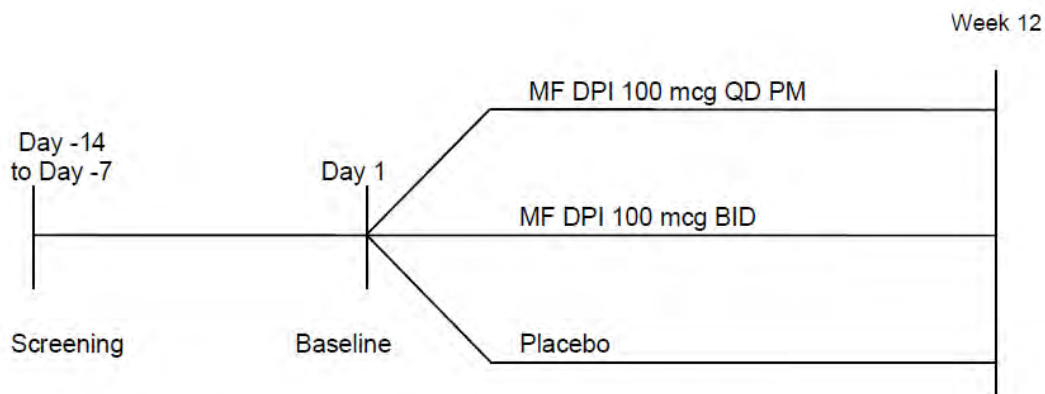 Week 12
MF DPI 100 mcg QD PM
Day -14
to Day -7
Day 1
MF DPI 100 mcg BID
Screening
Baseline
Placebo